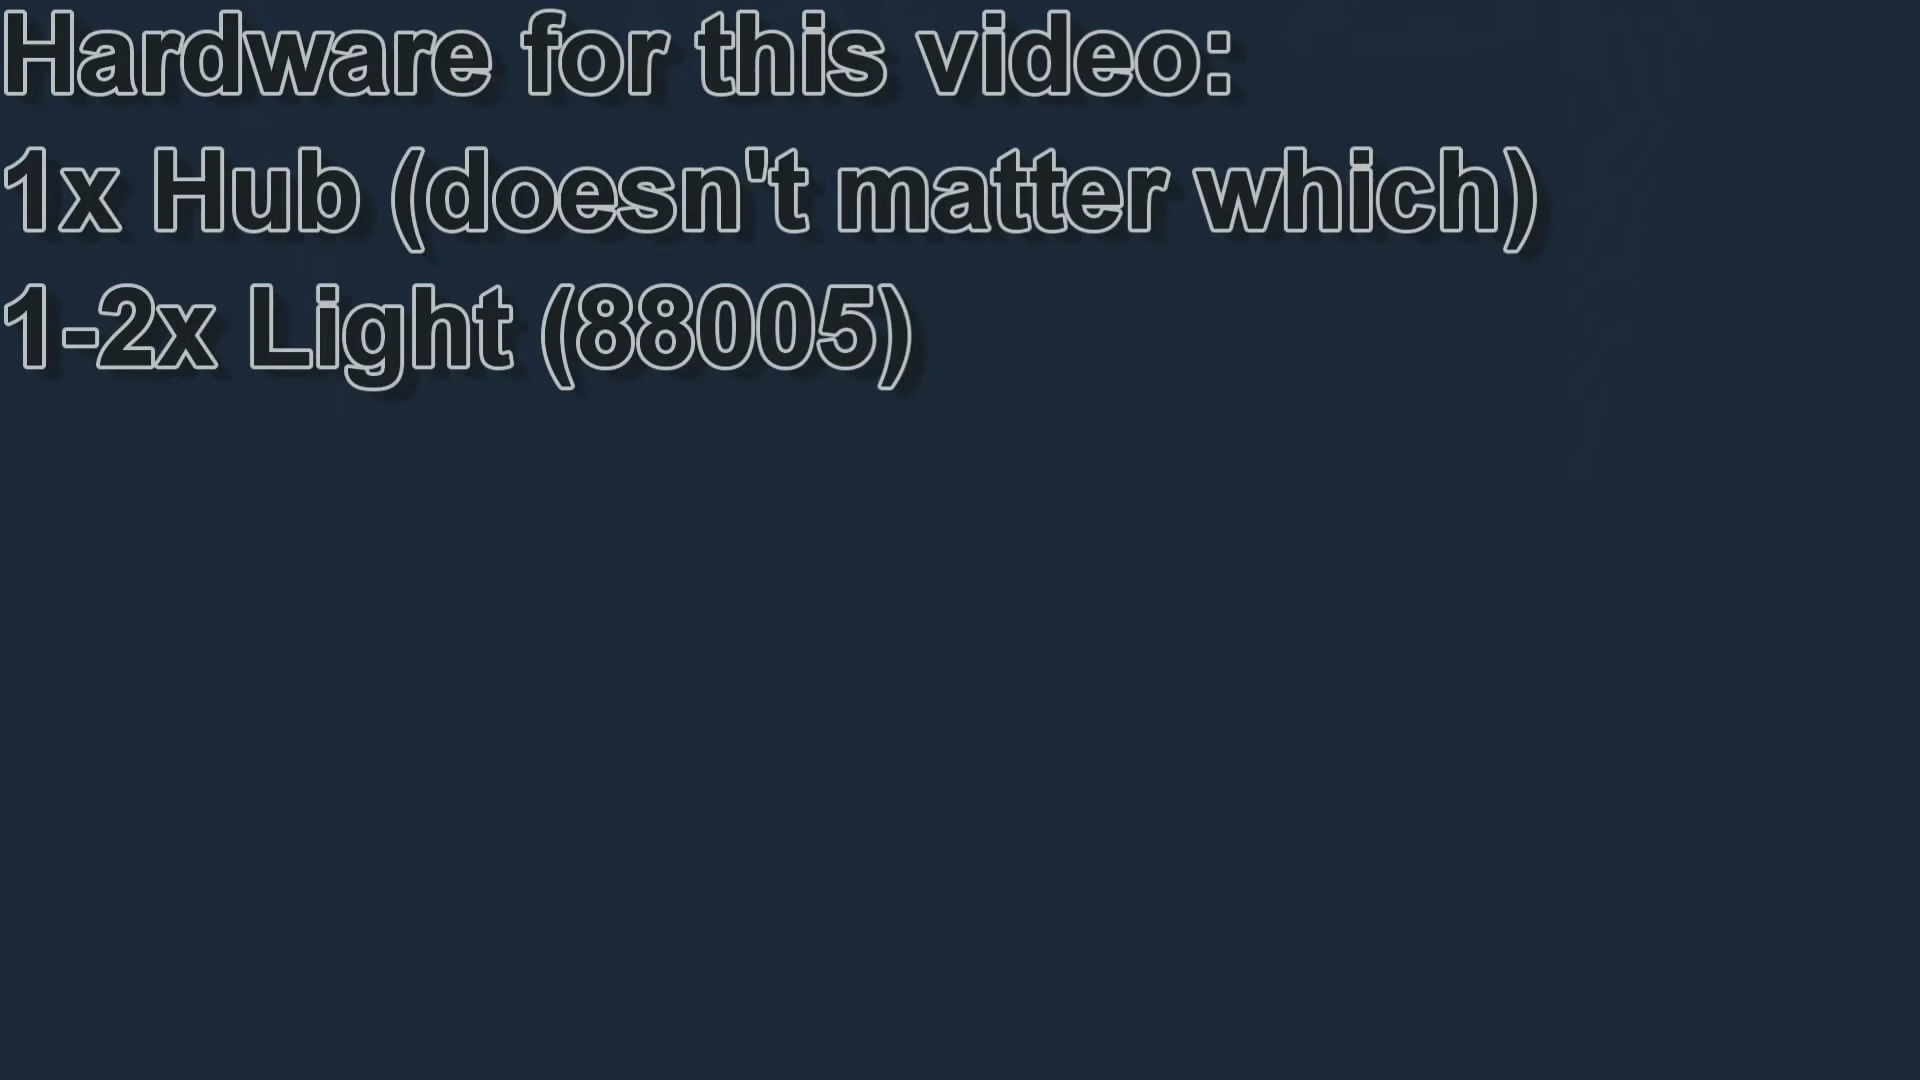 Hardware for this video:
1x Hub (doesn't matter which)
1-2x Light (88005)